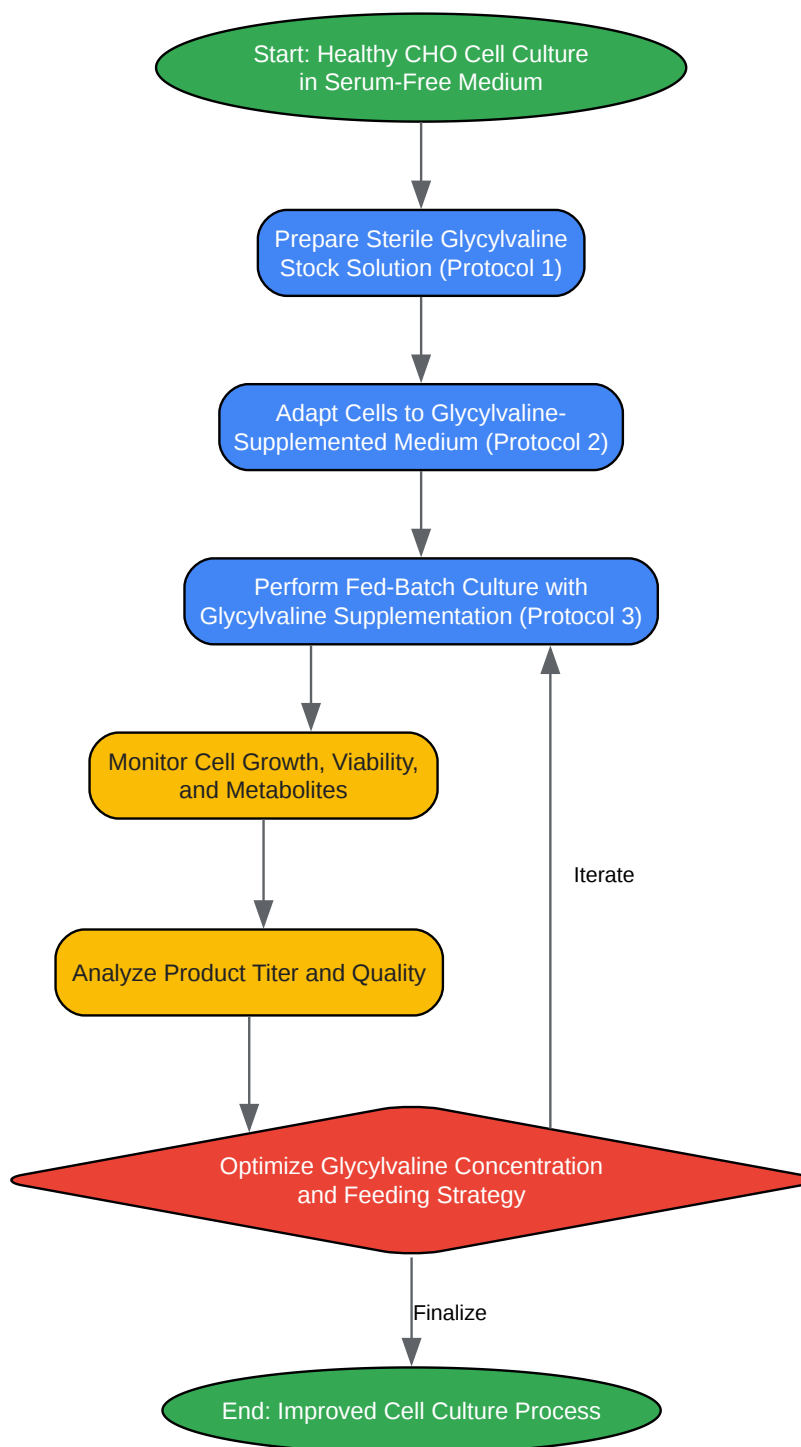 Start: Healthy CHO Cell Culture
in Serum-Free Medium
Prepare Sterile Glycylvaline
Stock Solution (Protocol 1)
Adapt Cells to Glycylvaline-
Supplemented Medium (Protocol 2)
Perform Fed-Batch Culture with
Glycylvaline Supplementation (Protocol 3)
Monitor Cell Growth, Viability,
and Metabolites
Iterate
Analyze Product Titer and Quality
Optimize Glycylvaline Concentration
and Feeding Strategy
Finalize
End: Improved Cell Culture Process